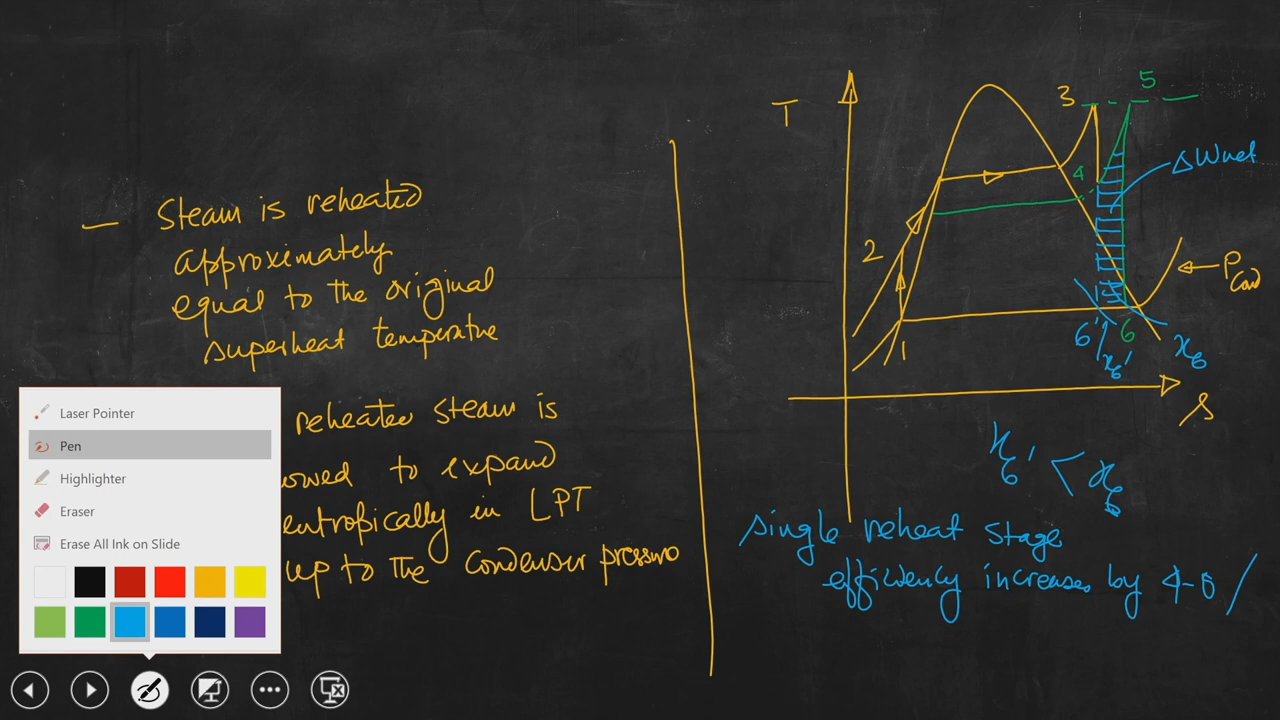 — Steam is reheated
approximately
equal to the original
superheat temperature
reheated steam is
owed to expand
entropically in LPT
up to the condenser pressure
Laser Pointer
Pen
Highlighter
Eraser
Erase All Ink on Slide
T
3
5
4
ΔWnet
2
PCond
1
6'
6
x6'
x6
s
x6' < x6
single reheat stage
efficiency increases by 4-5 /